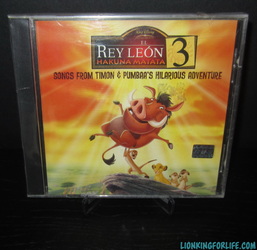 EL
REY LEÓN 3
HAKUNA MATATA
SONGS FROM TIMON & PUMBAA'S HILARIOUS ADVENTURE
LIONKINGFORLIFE.COM